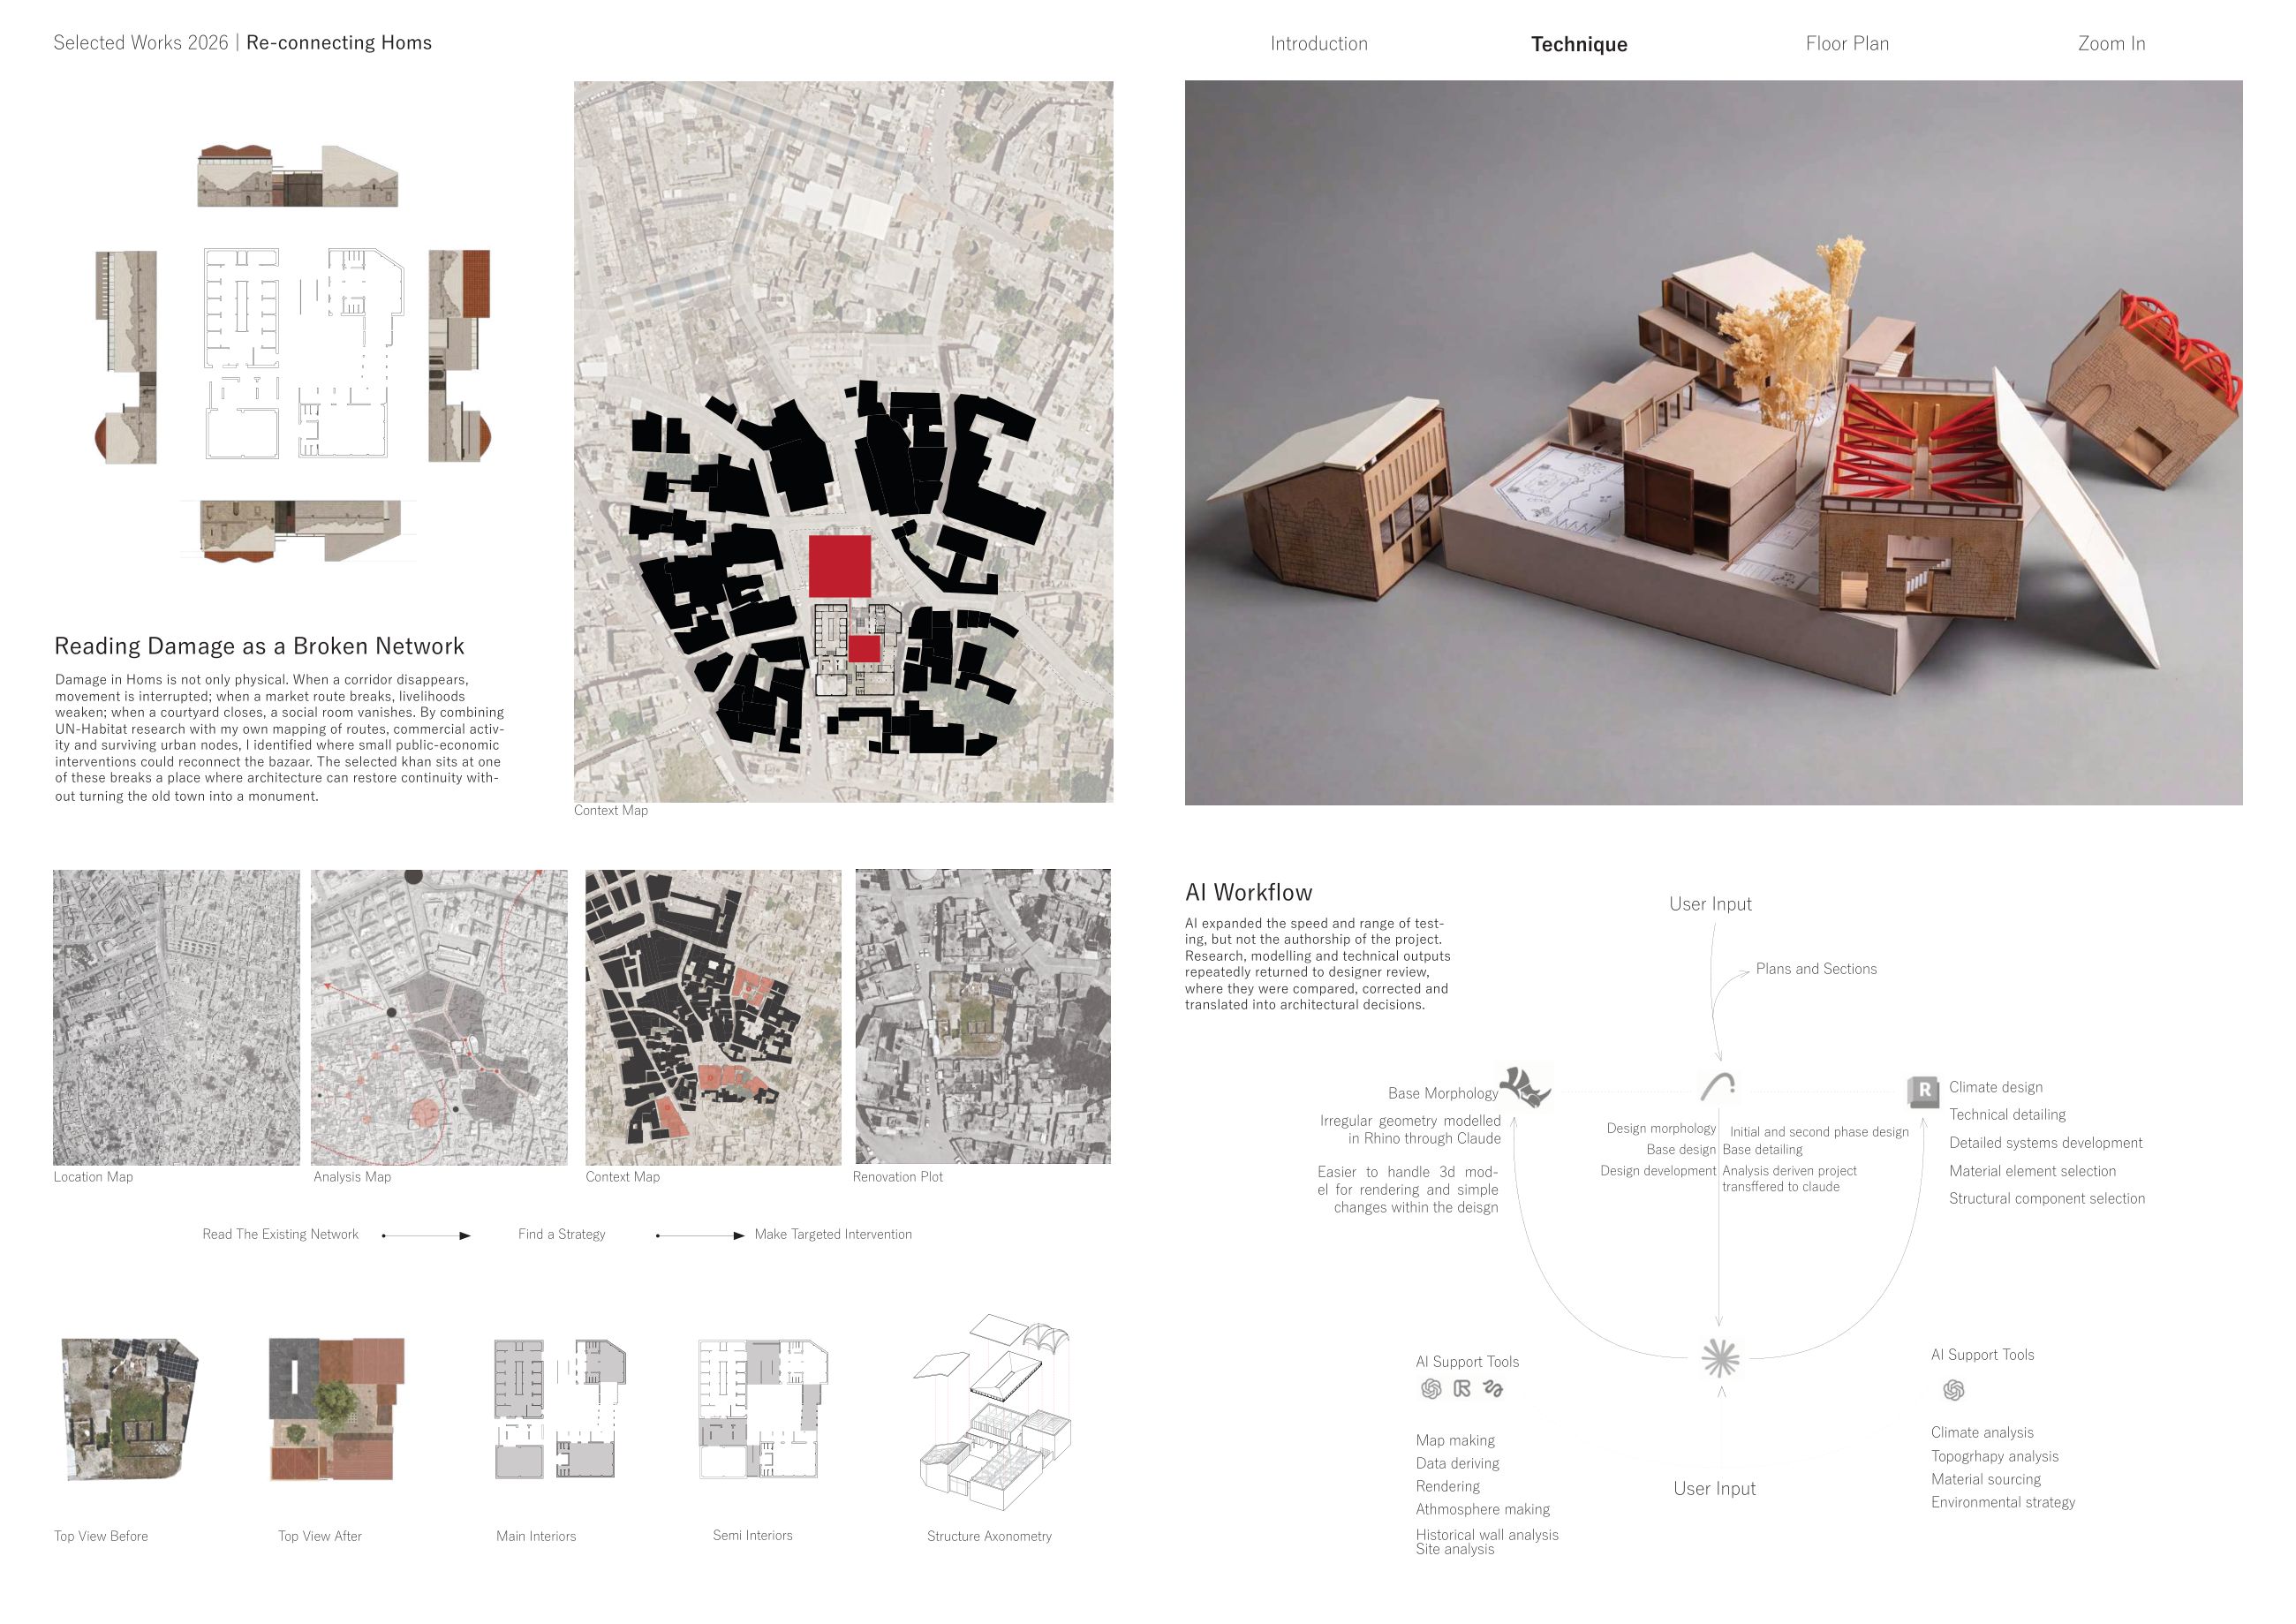 Selected Works 2026 | Re-connecting Homs
Introduction
Technique
Floor Plan
Zoom In
Reading Damage as a Broken Network
Damage in Homs is not only physical. When a corridor disappears,
movement is interrupted; when a market route breaks, livelihoods
weaken; when a courtyard closes, a social room vanishes. By combining
UN-Habitat research with my own mapping of routes, commercial activ-
ity and surviving urban nodes, I identified where small public-economic
interventions could reconnect the bazaar. The selected khan sits at one
of these breaks a place where architecture can restore continuity with-
out turning the old town into a monument.
Context Map
Location Map
Analysis Map
Context Map
Renovation Plot
Read The Existing Network
Find a Strategy
Make Targeted Intervention
Top View Before
Top View After
Main Interiors
Semi Interiors
Structure Axonometry
AI Workflow
AI expanded the speed and range of test-
ing, but not the authorship of the project.
Research, modelling and technical outputs
repeatedly returned to designer review,
where they were compared, corrected and
translated into architectural decisions.
User Input
Plans and Sections
Base Morphology
Irregular geometry modelled
in Rhino through Claude
Easier to handle 3d mod-
el for rendering and simple
changes within the deisgn
Design morphology
Base design
Design development
Initial and second phase design
Base detailing
Analysis deriven project
transffered to claude
R
Climate design
Technical detailing
Detailed systems development
Material element selection
Structural component selection
AI Support Tools
Map making
Data deriving
Rendering
Athmosphere making
Historical wall analysis
Site analysis
User Input
AI Support Tools
Climate analysis
Topogrhapy analysis
Material sourcing
Environmental strategy